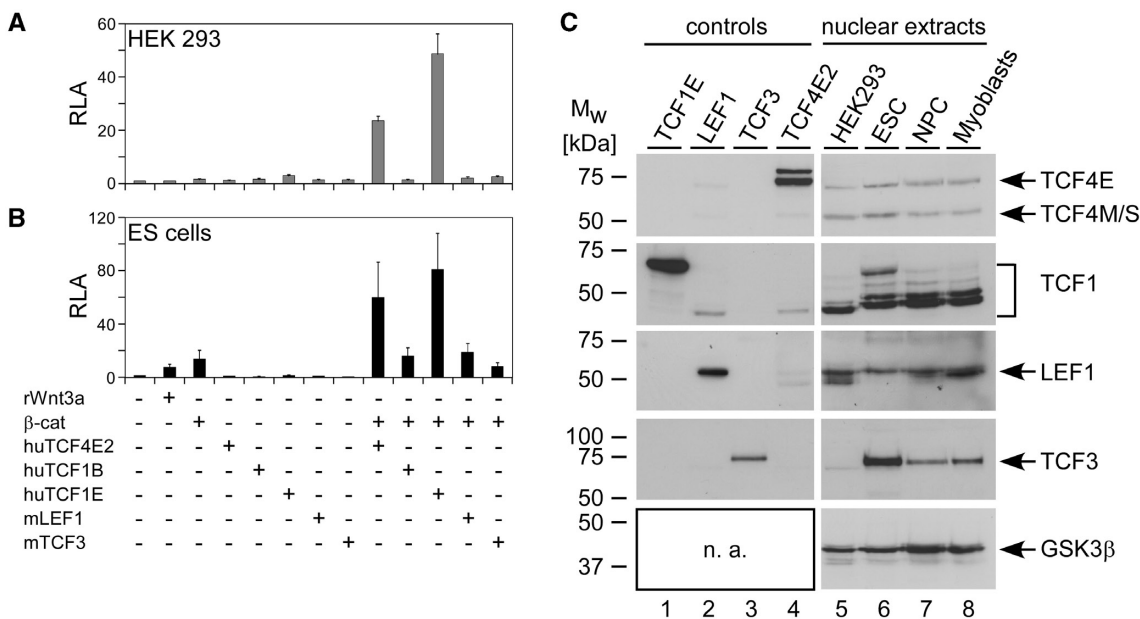 A
HEK 293
RLA
60
40
20
0
B
ES cells
RLA
120
80
40
0
rWnt3a - + - - - - - - - - - - -
β-cat - - + - - - - - + + + + +
huTCF4E2 - - - + - - - - + - - - -
huTCF1B - - - - + - - - - + - - -
huTCF1E - - - - - + - - - - + - -
mLEF1 - - - - - - + - - - - + -
mTCF3 - - - - - - - + - - - - +
C
controls nuclear extracts
Mw
[kDa]
TCF1E LEF1 TCF3 TCF4E2 HEK293 ESC NPC Myoblasts
75
50
TCF4E
TCF4M/S
75
50
TCF1
75
50
LEF1
100
75
50
TCF3
50
37
n. a.
GSK3β
1 2 3 4 5 6 7 8